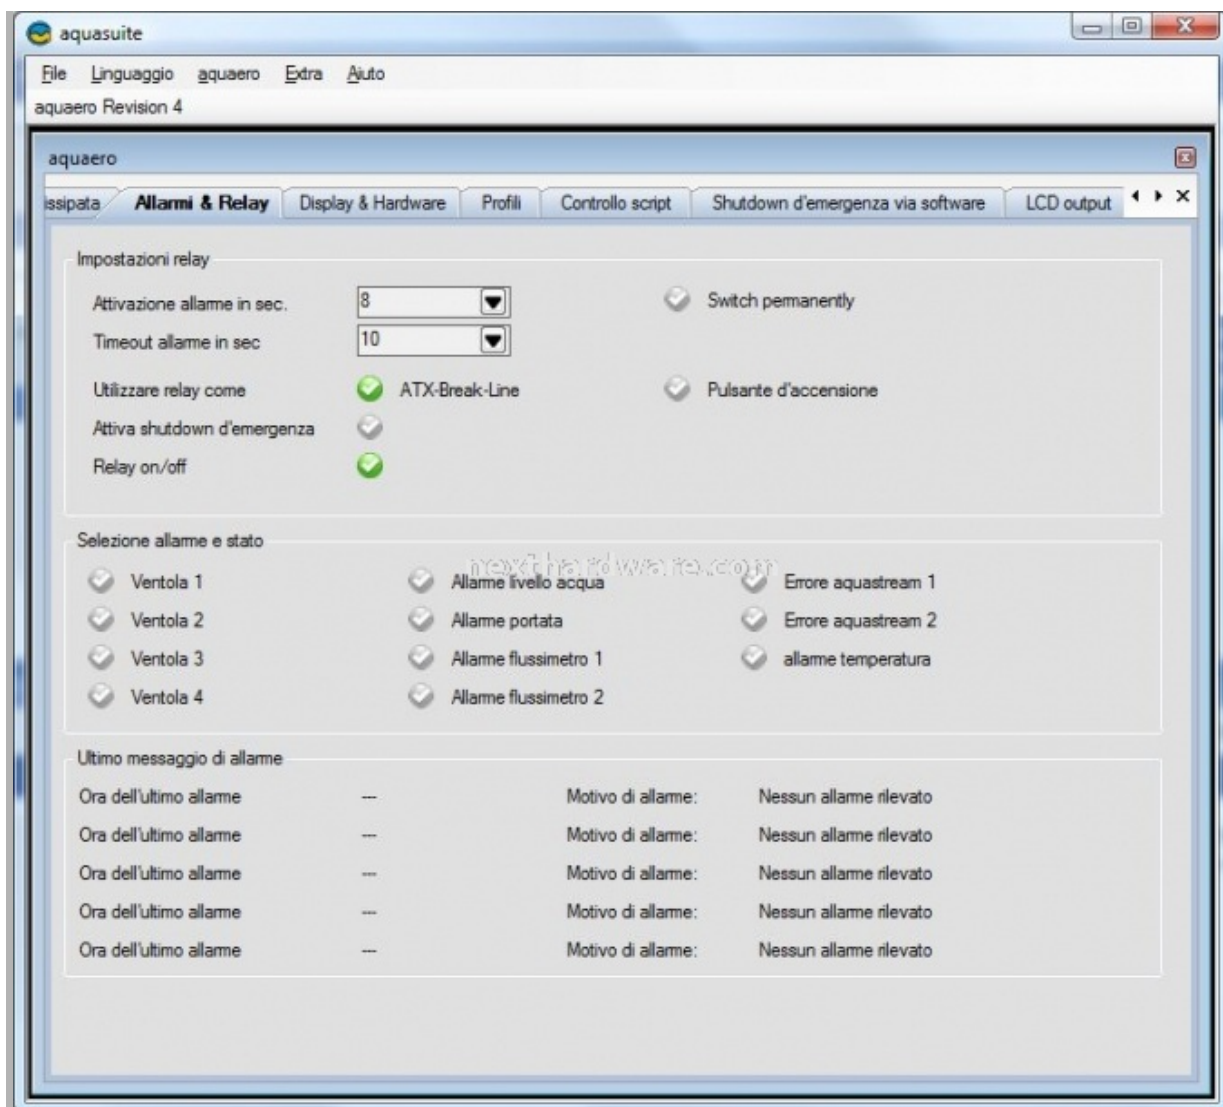 aquasuite
File Linguaggio aquaero Extra Aiuto
aquaero Revision 4
aquaero
issipata Allarmi & Relay Display & Hardware Profili Controllo script Shutdown d'emergenza via software LCD output
Impostazioni relay
Attivazione allarme in sec. 8 Switch permanently
Timeout allarme in sec 10
Utilizzare relay come ATX-Break-Line Pulsante d'accensione
Attiva shutdown d'emergenza
Relay on/off
Selezione allarme e stato
nexthardware.com
Ventola 1 Allarme livello acqua Errore aquastream 1
Ventola 2 Allarme portata Errore aquastream 2
Ventola 3 Allarme flussimetro 1 allarme temperatura
Ventola 4 Allarme flussimetro 2
Ultimo messaggio di allarme
Ora dell'ultimo allarme --- Motivo di allarme: Nessun allarme rilevato
Ora dell'ultimo allarme --- Motivo di allarme: Nessun allarme rilevato
Ora dell'ultimo allarme --- Motivo di allarme: Nessun allarme rilevato
Ora dell'ultimo allarme --- Motivo di allarme: Nessun allarme rilevato
Ora dell'ultimo allarme --- Motivo di allarme: Nessun allarme rilevato